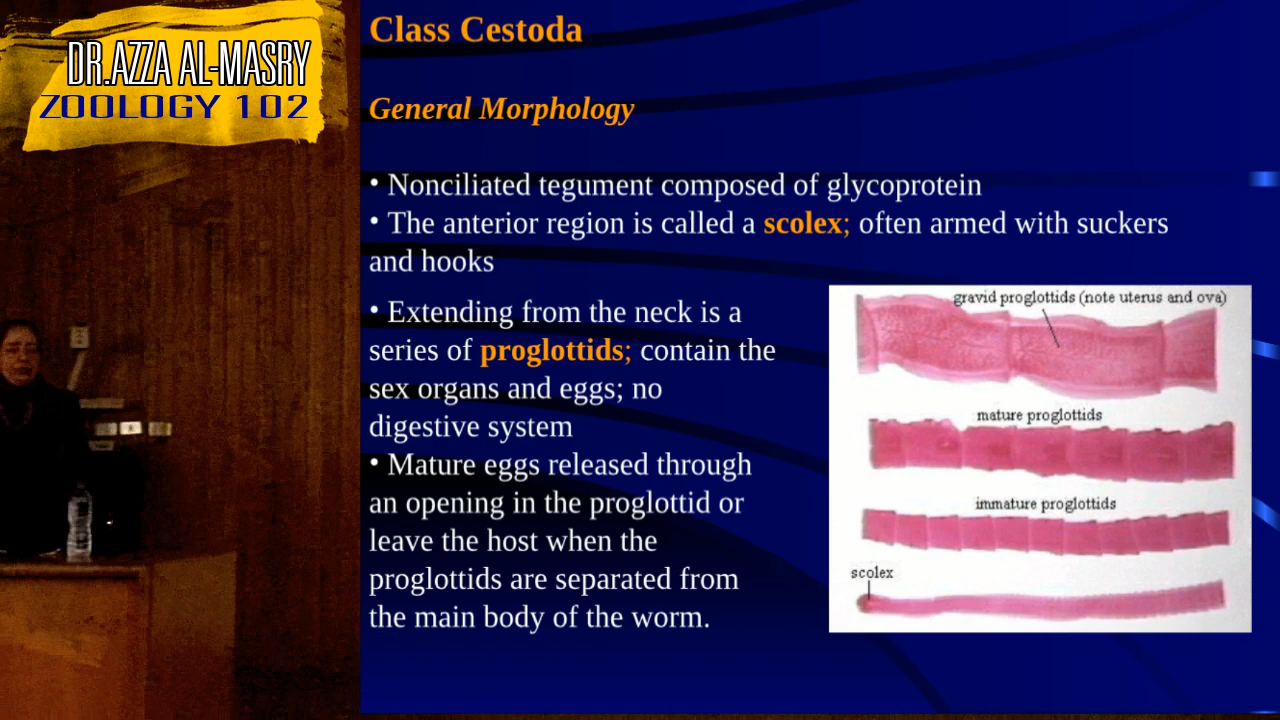 DR.AZZA AL-MASRY
ZOOLOGY 102
Class Cestoda
General Morphology
• Nonciliated tegument composed of glycoprotein
• The anterior region is called a scolex; often armed with suckers
and hooks
• Extending from the neck is a
series of proglottids; contain the
sex organs and eggs; no
digestive system
• Mature eggs released through
an opening in the proglottid or
leave the host when the
proglottids are separated from
the main body of the worm.
gravid proglottids (note uterus and ova)
mature proglottids
immature proglottids
scolex